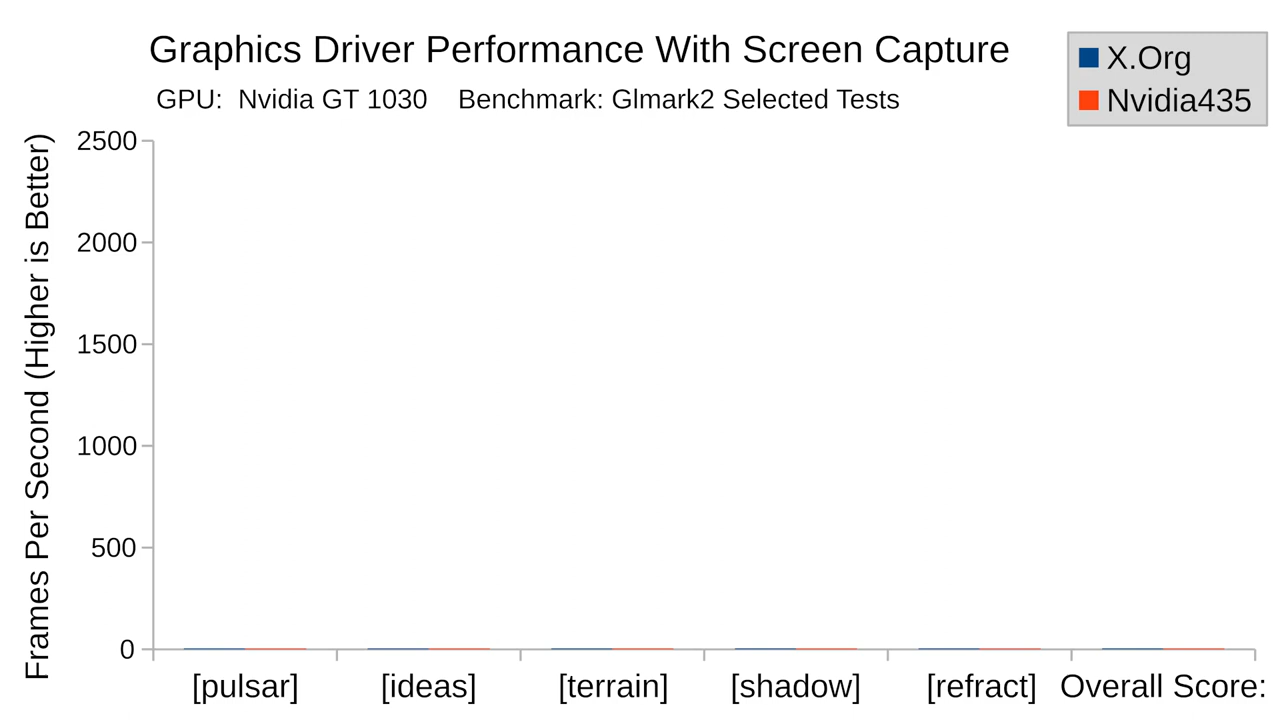 Graphics Driver Performance With Screen Capture
GPU:  Nvidia GT 1030    Benchmark: Glmark2 Selected Tests
X.Org
Nvidia435
Frames Per Second (Higher is Better)
2500
2000
1500
1000
500
0
[pulsar]
[ideas]
[terrain]
[shadow]
[refract]
Overall Score: